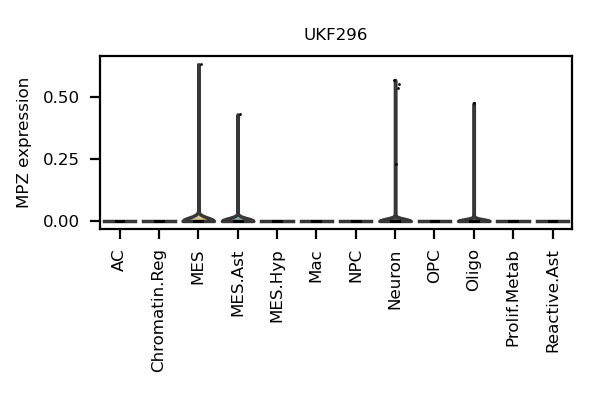 UKF296
MPZ expression
0.50
0.25
0.00
AC
Chromatin.Reg
MES
MES.Ast
MES.Hyp
Mac
NPC
Neuron
OPC
Oligo
Prolif.Metab
Reactive.Ast